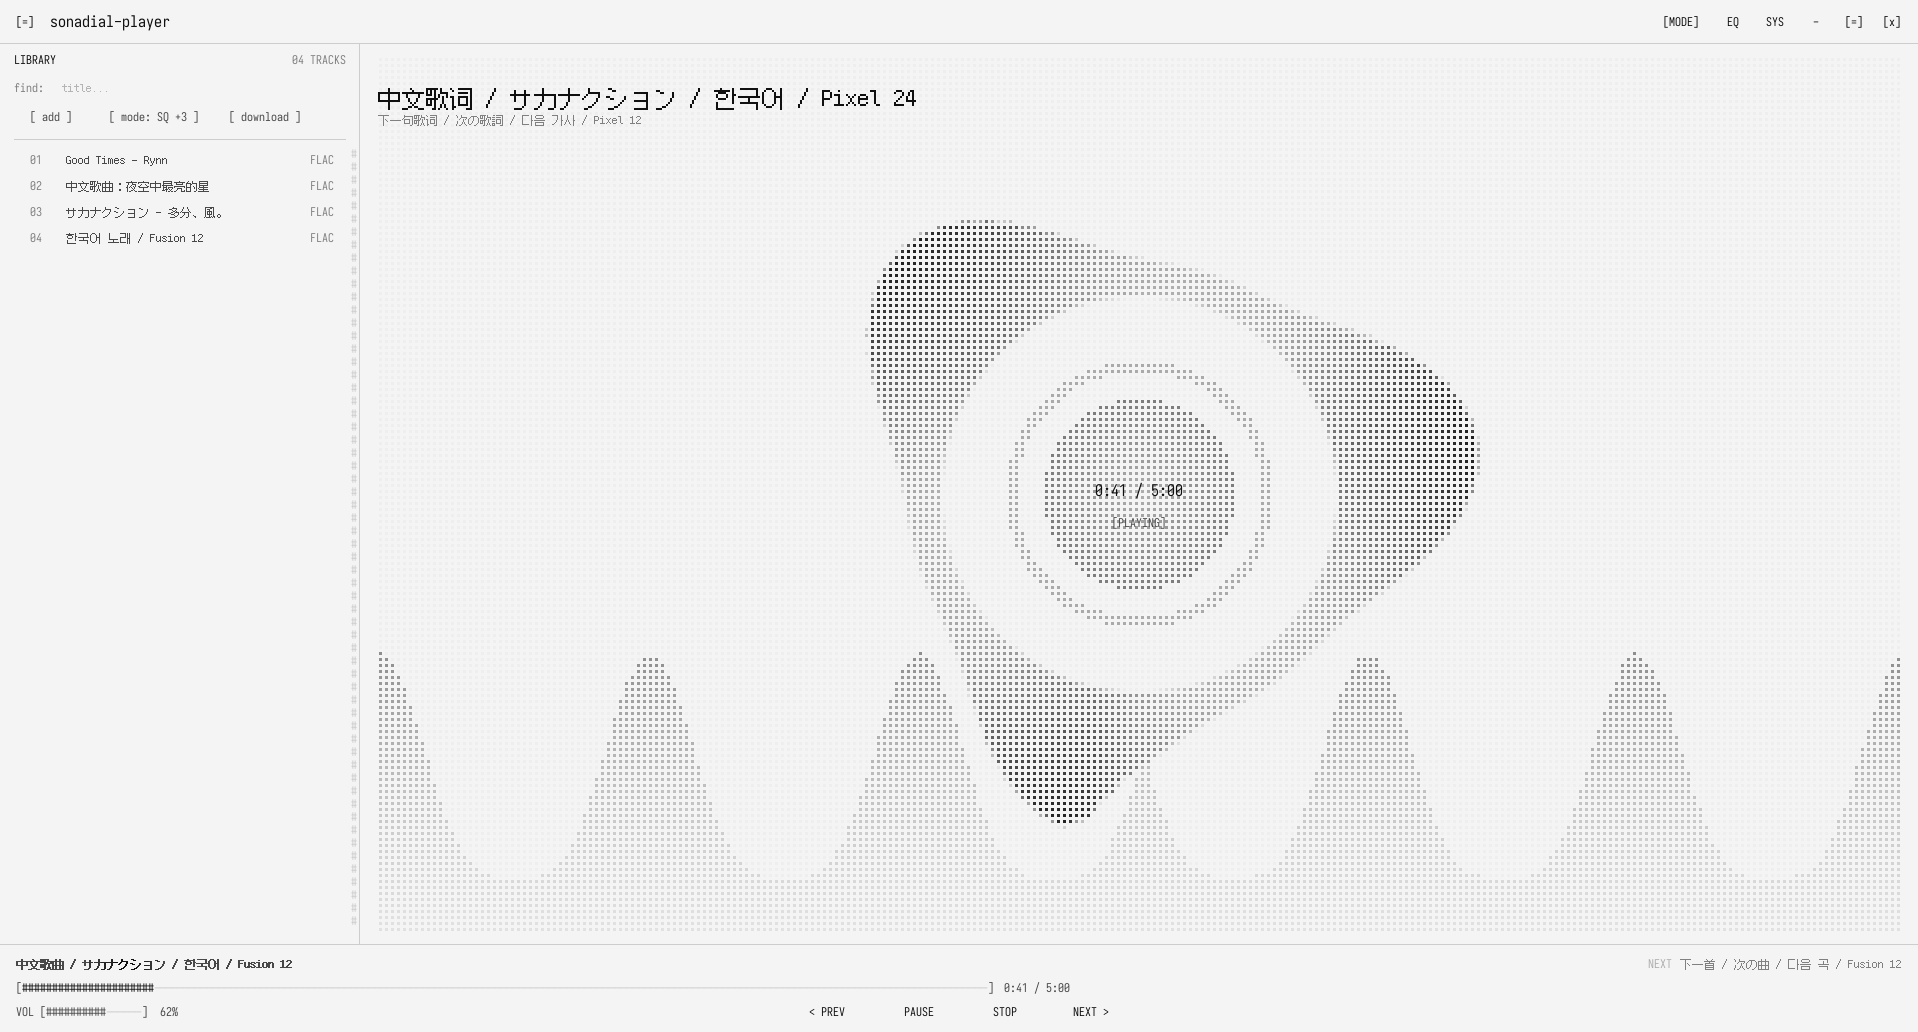 [=] sonadial-player [MODE] EQ SYS - [=] [x]
LIBRARY 04 TRACKS
find: title...
[ add ] [ mode: SQ +3 ] [ download ]
01 Good Times - Rynn FLAC
02 中文歌曲：夜空中最亮的星 FLAC
03 サカナクション - 多分、風。 FLAC
04 한국어 노래 / Fusion 12 FLAC
中文歌词 / サカナクション / 한국어 / Pixel 24
下一句歌词 / 次の歌詞 / 다음 가사 / Pixel 12
0:41 / 5:00
[PLAYING]
中文歌曲 / サカナクション / 한국어 / Fusion 12
NEXT 下一首 / 次の曲 / 다음 곡 / Fusion 12
[######################] 0:41 / 5:00
VOL [##########------] 62%
< PREV PAUSE STOP NEXT >